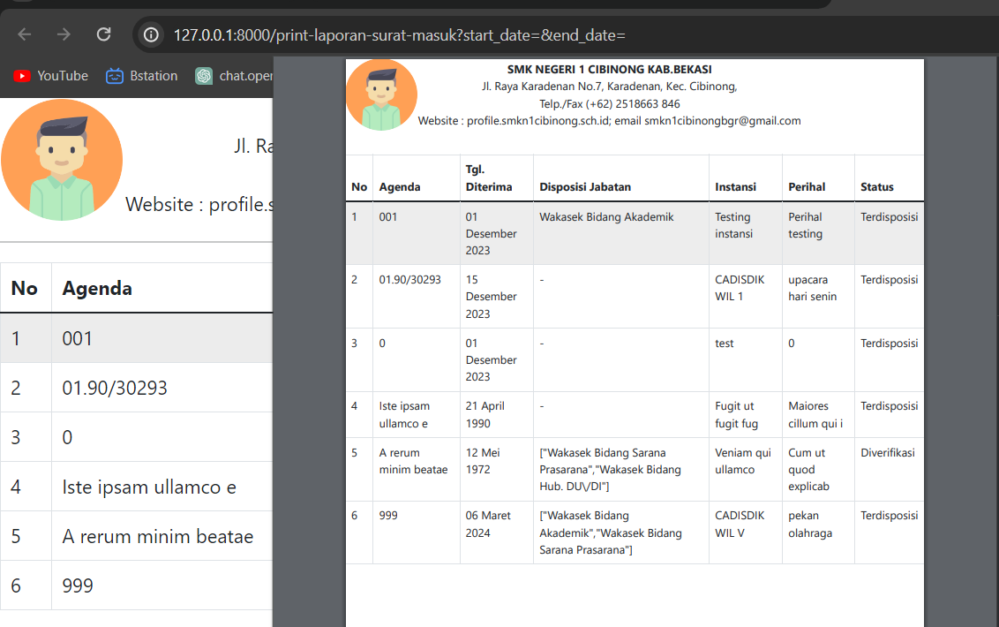 127.0.0.1:8000/print-laporan-surat-masuk?start_date=&end_date=
YouTube
Bstation
chat.oper
Jl. Ra
Website : profile.s
No Agenda
1 001
2 01.90/30293
3 0
4 Iste ipsam ullamco e
5 A rerum minim beatae
6 999
SMK NEGERI 1 CIBINONG KAB.BEKASI
Jl. Raya Karadenan No.7, Karadenan, Kec. Cibinong,
Telp./Fax (+62) 2518663 846
Website : profile.smkn1cibinong.sch.id; email smkn1cibinongbgr@gmail.com
Tgl.
No Agenda Diterima Disposisi Jabatan Instansi Perihal Status
1 001 01 Wakasek Bidang Akademik Testing Perihal Terdisposisi
Desember instansi testing
2023
2 01.90/30293 15 - CADISDIK upacara Terdisposisi
Desember WIL 1 hari senin
2023
3 0 01 - test 0 Terdisposisi
Desember
2023
4 Iste ipsam 21 April - Fugit ut Maiores Terdisposisi
ullamco e 1990 fugit fug cillum qui i
5 A rerum 12 Mei ["Wakasek Bidang Sarana Veniam qui Cum ut Diverifikasi
minim beatae 1972 Prasarana","Wakasek Bidang ullamco quod
Hub. DU\/DI"] explicab
6 999 06 Maret ["Wakasek Bidang CADISDIK pekan Terdisposisi
2024 Akademik","Wakasek Bidang WIL V olahraga
Sarana Prasarana"]